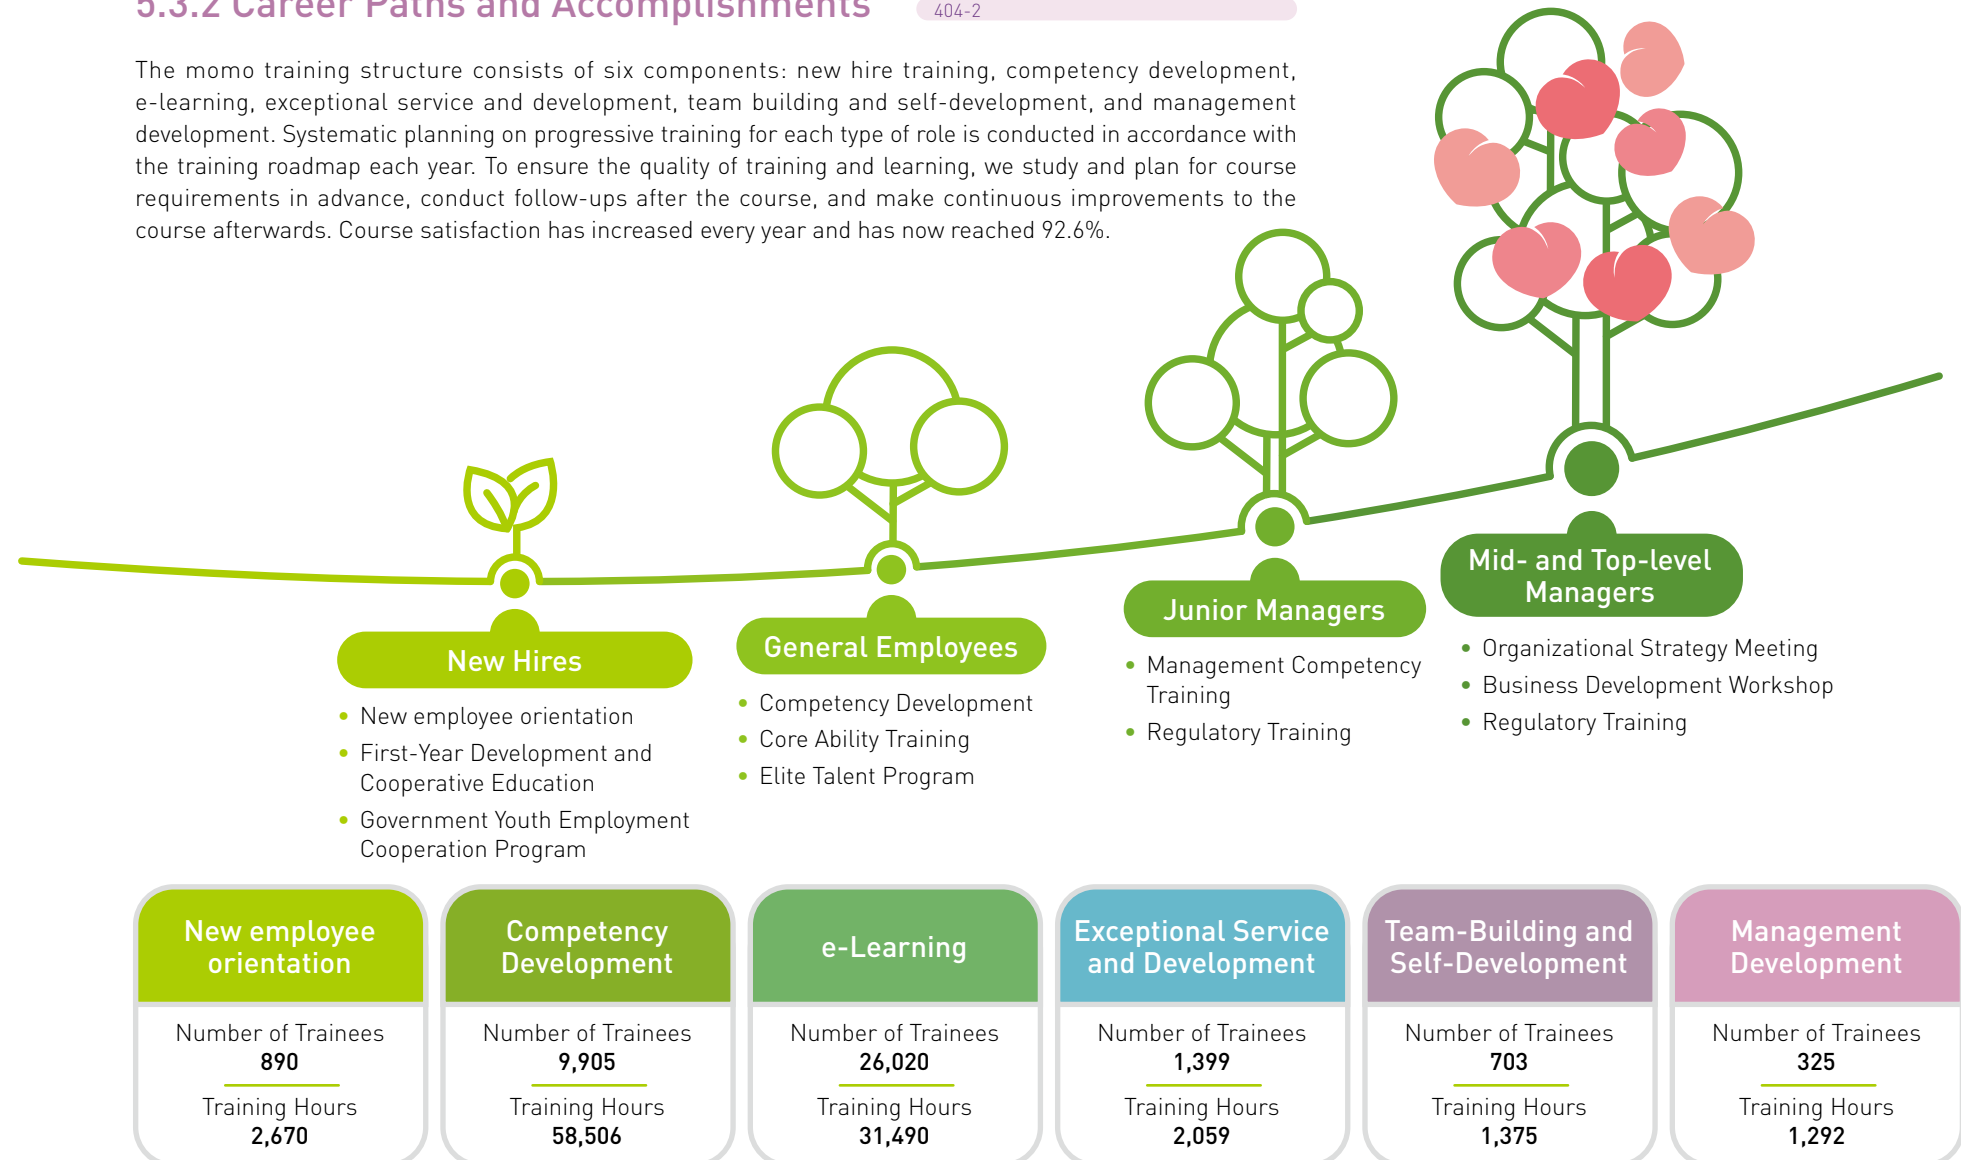 5.3.2 Career Paths and Accomplishments
404-2
The momo training structure consists of six components: new hire training, competency development,
e-learning, exceptional service and development, team building and self-development, and management
development. Systematic planning on progressive training for each type of role is conducted in accordance with
the training roadmap each year. To ensure the quality of training and learning, we study and plan for course
requirements in advance, conduct follow-ups after the course, and make continuous improvements to the
course afterwards. Course satisfaction has increased every year and has now reached 92.6%.
New Hires
• New employee orientation
• First-Year Development and
Cooperative Education
• Government Youth Employment
Cooperation Program
General Employees
• Competency Development
• Core Ability Training
• Elite Talent Program
Junior Managers
• Management Competency
Training
• Regulatory Training
Mid- and Top-level
Managers
• Organizational Strategy Meeting
• Business Development Workshop
• Regulatory Training
New employee
orientation
Number of Trainees
890
Training Hours
2,670
Competency
Development
Number of Trainees
9,905
Training Hours
58,506
e-Learning
Number of Trainees
26,020
Training Hours
31,490
Exceptional Service
and Development
Number of Trainees
1,399
Training Hours
2,059
Team-Building and
Self-Development
Number of Trainees
703
Training Hours
1,375
Management
Development
Number of Trainees
325
Training Hours
1,292